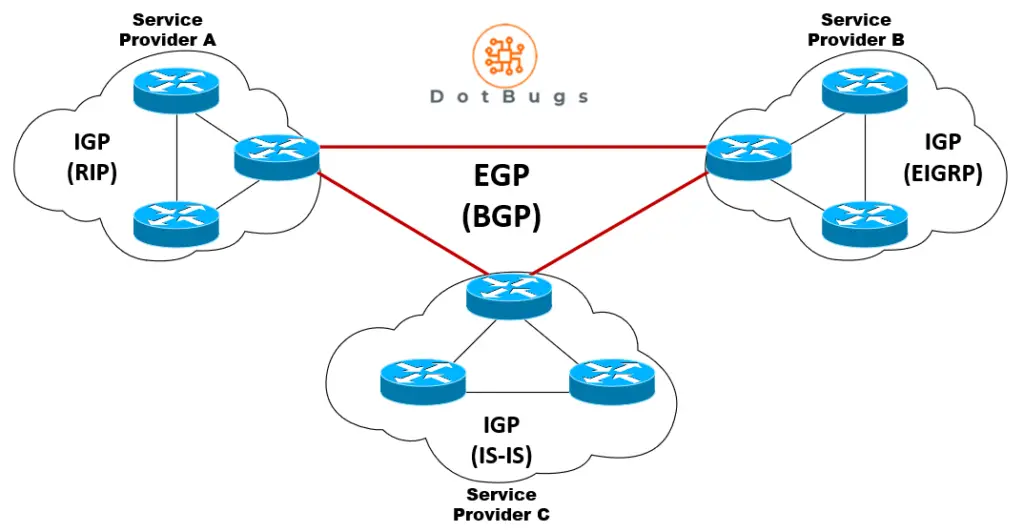 Service
Provider A
DotBugs
Service
Provider B
IGP
(RIP)
EGP
(BGP)
IGP
(EIGRP)
IGP
(IS-IS)
Service
Provider C